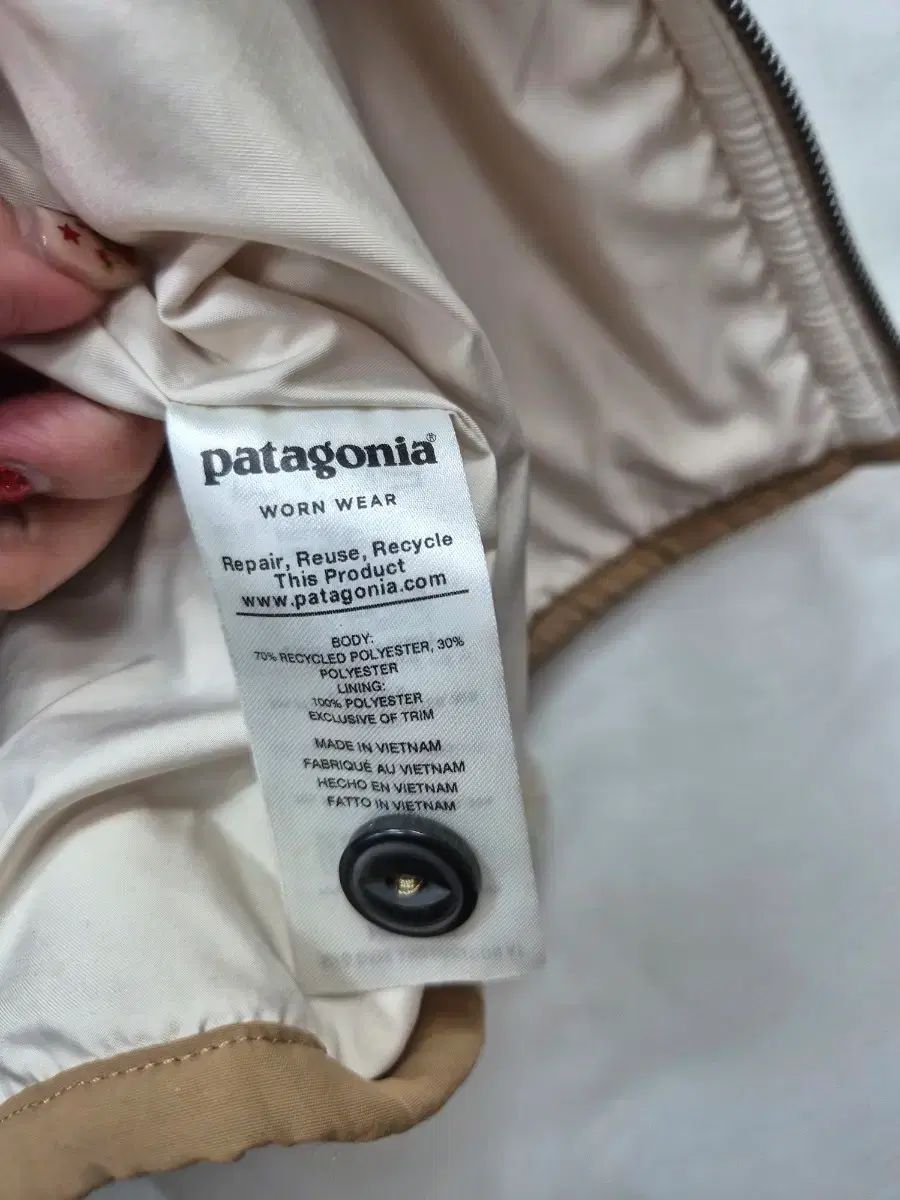 patagonia®
WORN WEAR
Repair, Reuse, Recycle
This Product
www.patagonia.com
BODY:
70% RECYCLED POLYESTER, 30%
POLYESTER
LINING:
100% POLYESTER
EXCLUSIVE OF TRIM
MADE IN VIETNAM
FABRIQUÉ AU VIETNAM
HECHO EN VIETNAM
FATTO IN VIETNAM